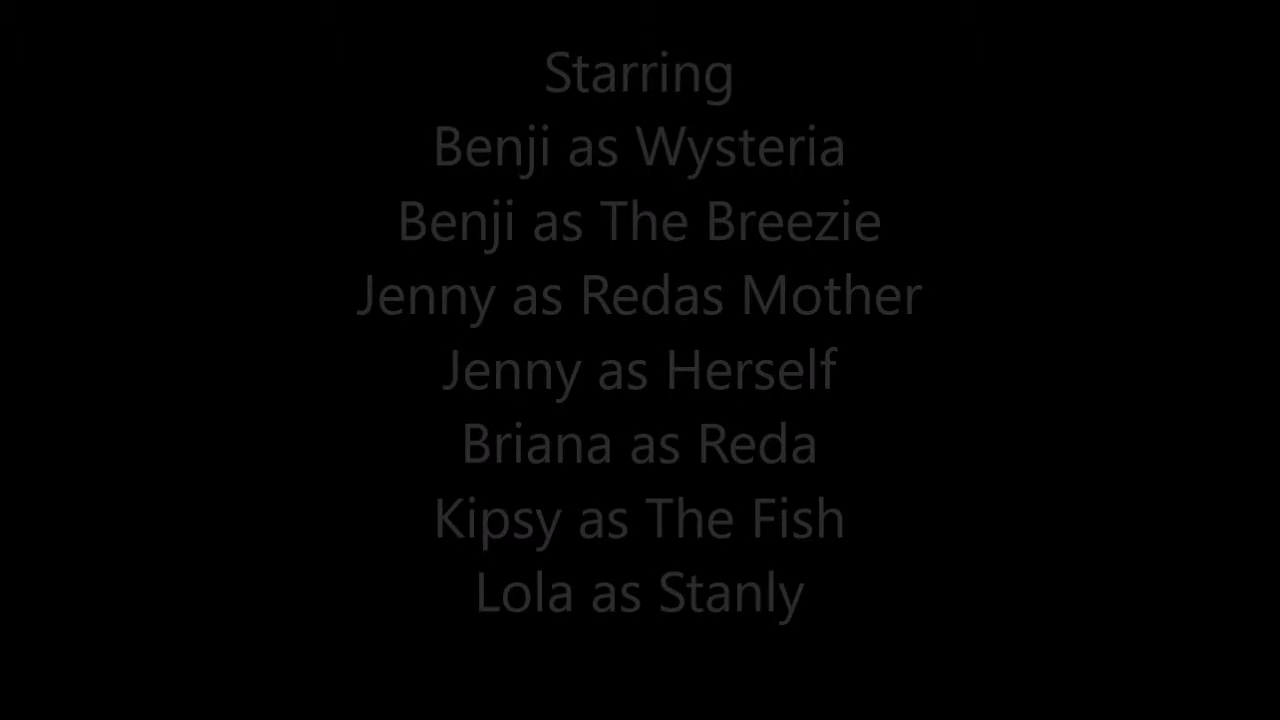 Starring
Benji as Wysteria
Benji as The Breezie
Jenny as Redas Mother
Jenny as Herself
Briana as Reda
Kipsy as The Fish
Lola as Stanly